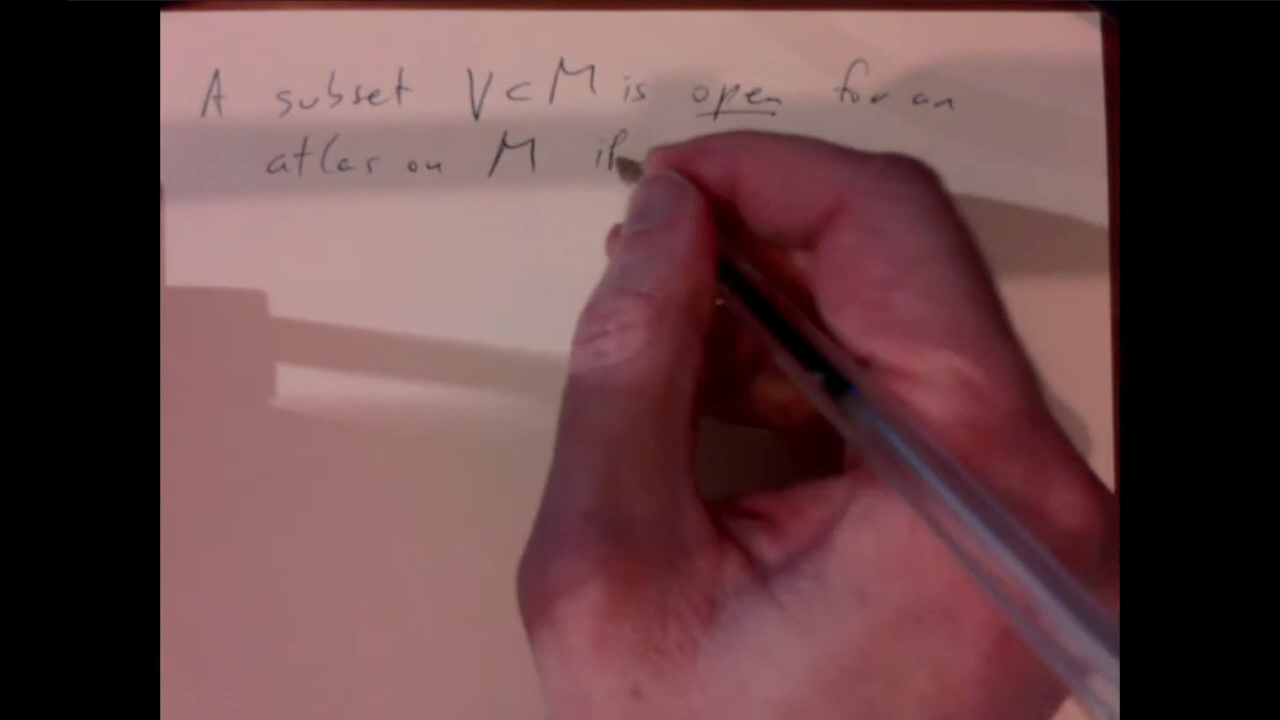 A subset V ⊂ M is open for an
atlas on M if